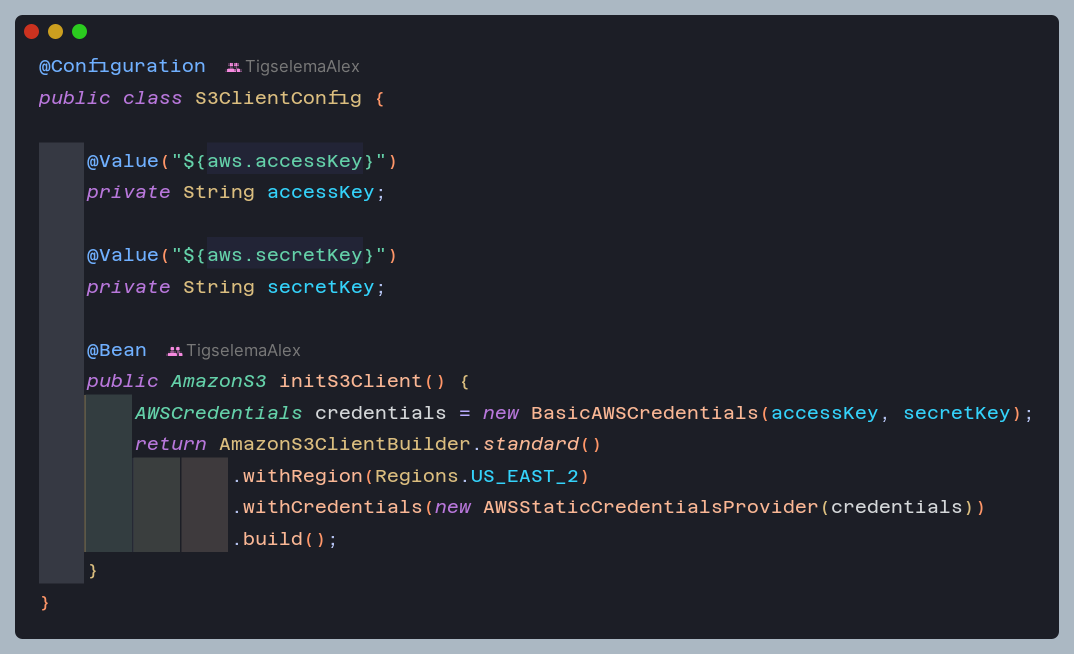 @Configuration TigselemaAlex
public class S3ClientConfig {
@Value("${aws.accessKey}")
private String accessKey;
@Value("${aws.secretKey}")
private String secretKey;
@Bean TigselemaAlex
public AmazonS3 initS3Client() {
AWSCredentials credentials = new BasicAWSCredentials(accessKey, secretKey);
return AmazonS3ClientBuilder.standard()
.withRegion(Regions.US_EAST_2)
.withCredentials(new AWSStaticCredentialsProvider(credentials))
.build();
}
}